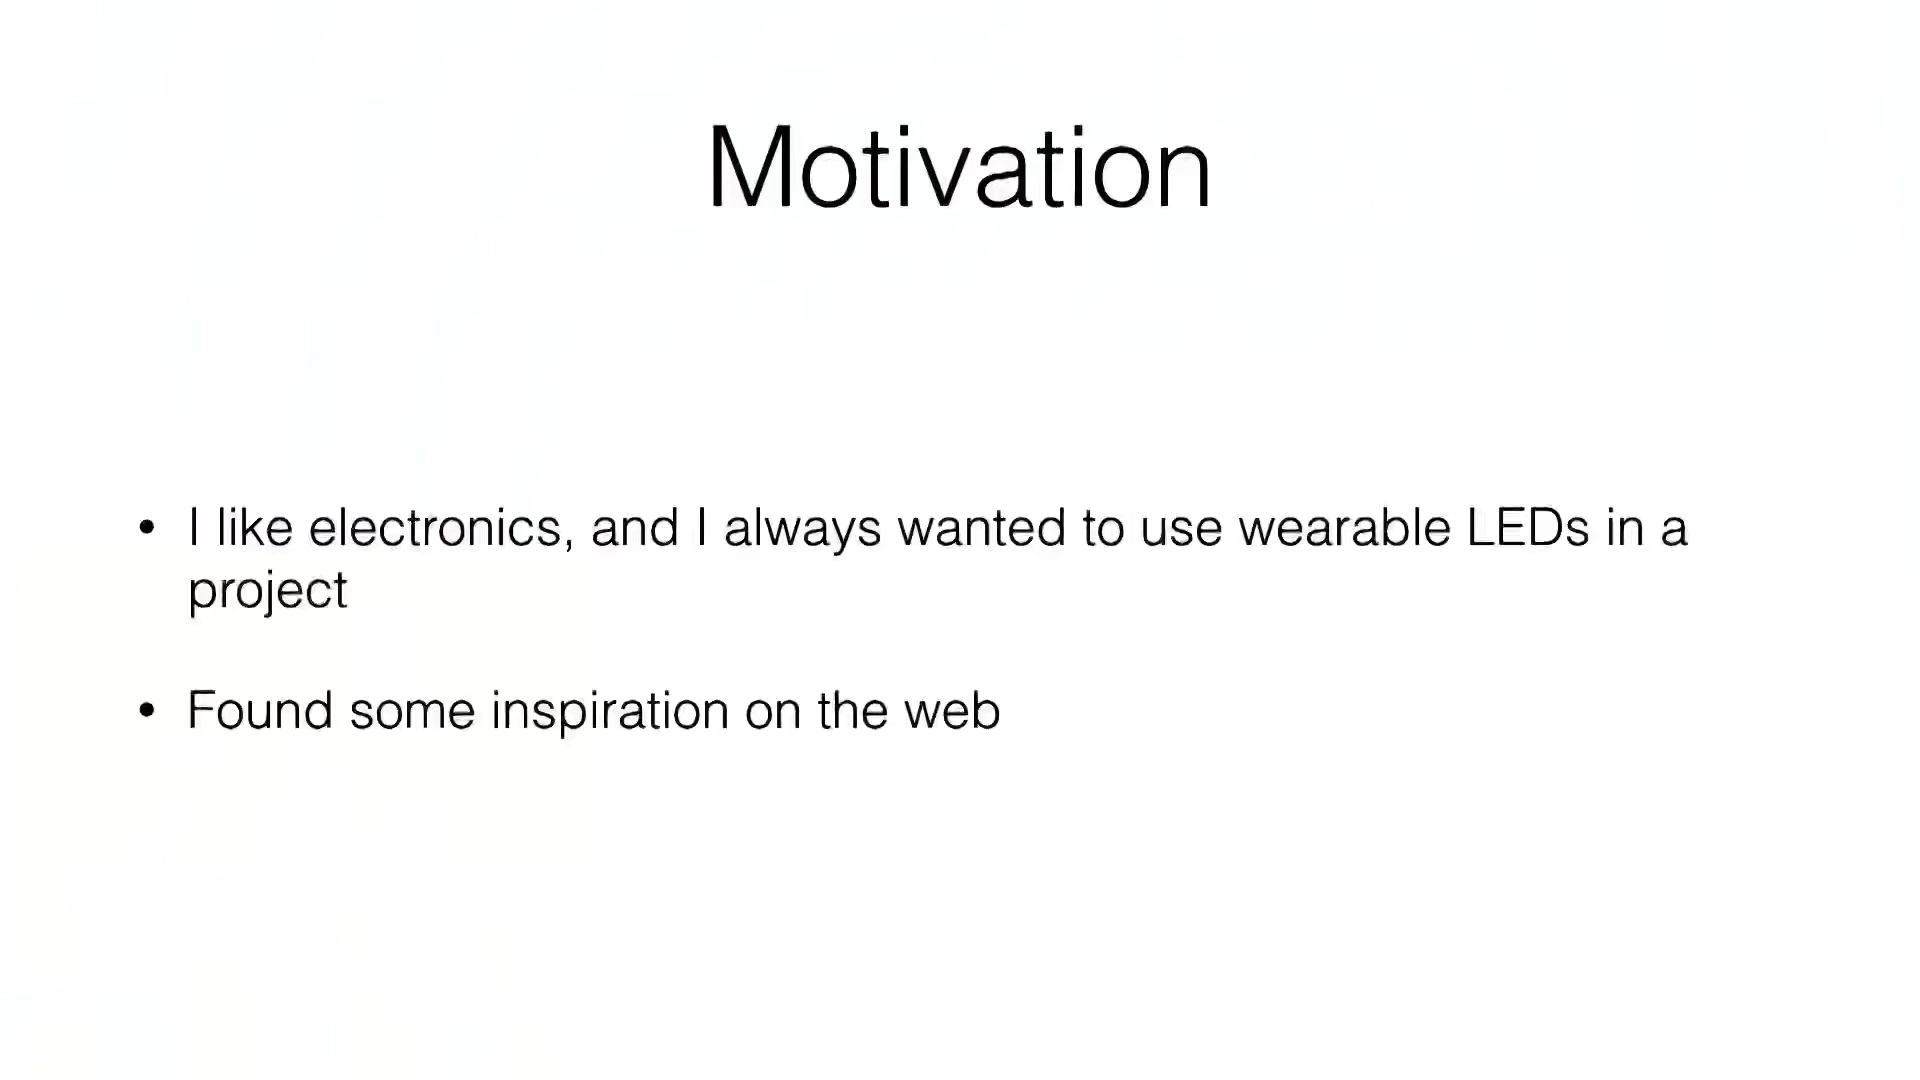 Motivation
• I like electronics, and I always wanted to use wearable LEDs in a
project
• Found some inspiration on the web